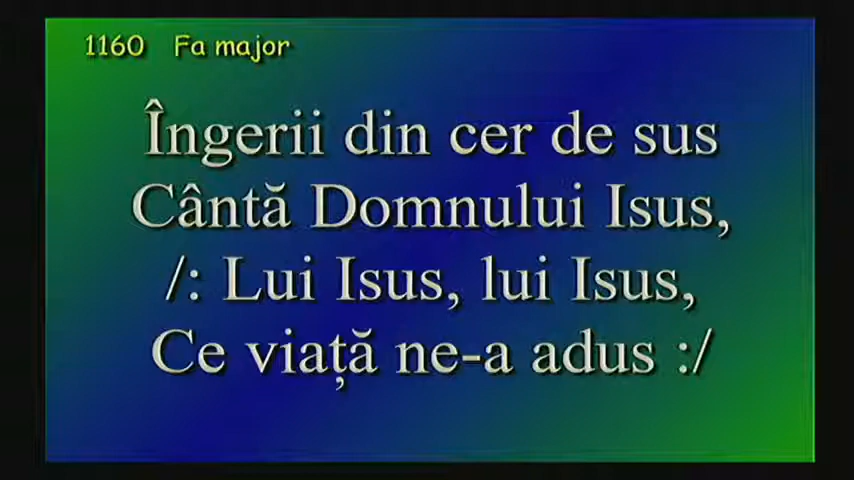 1160 Fa major
Îngerii din cer de sus
Cântă Domnului Isus,
/: Lui Isus, lui Isus,
Ce viață ne-a adus :/